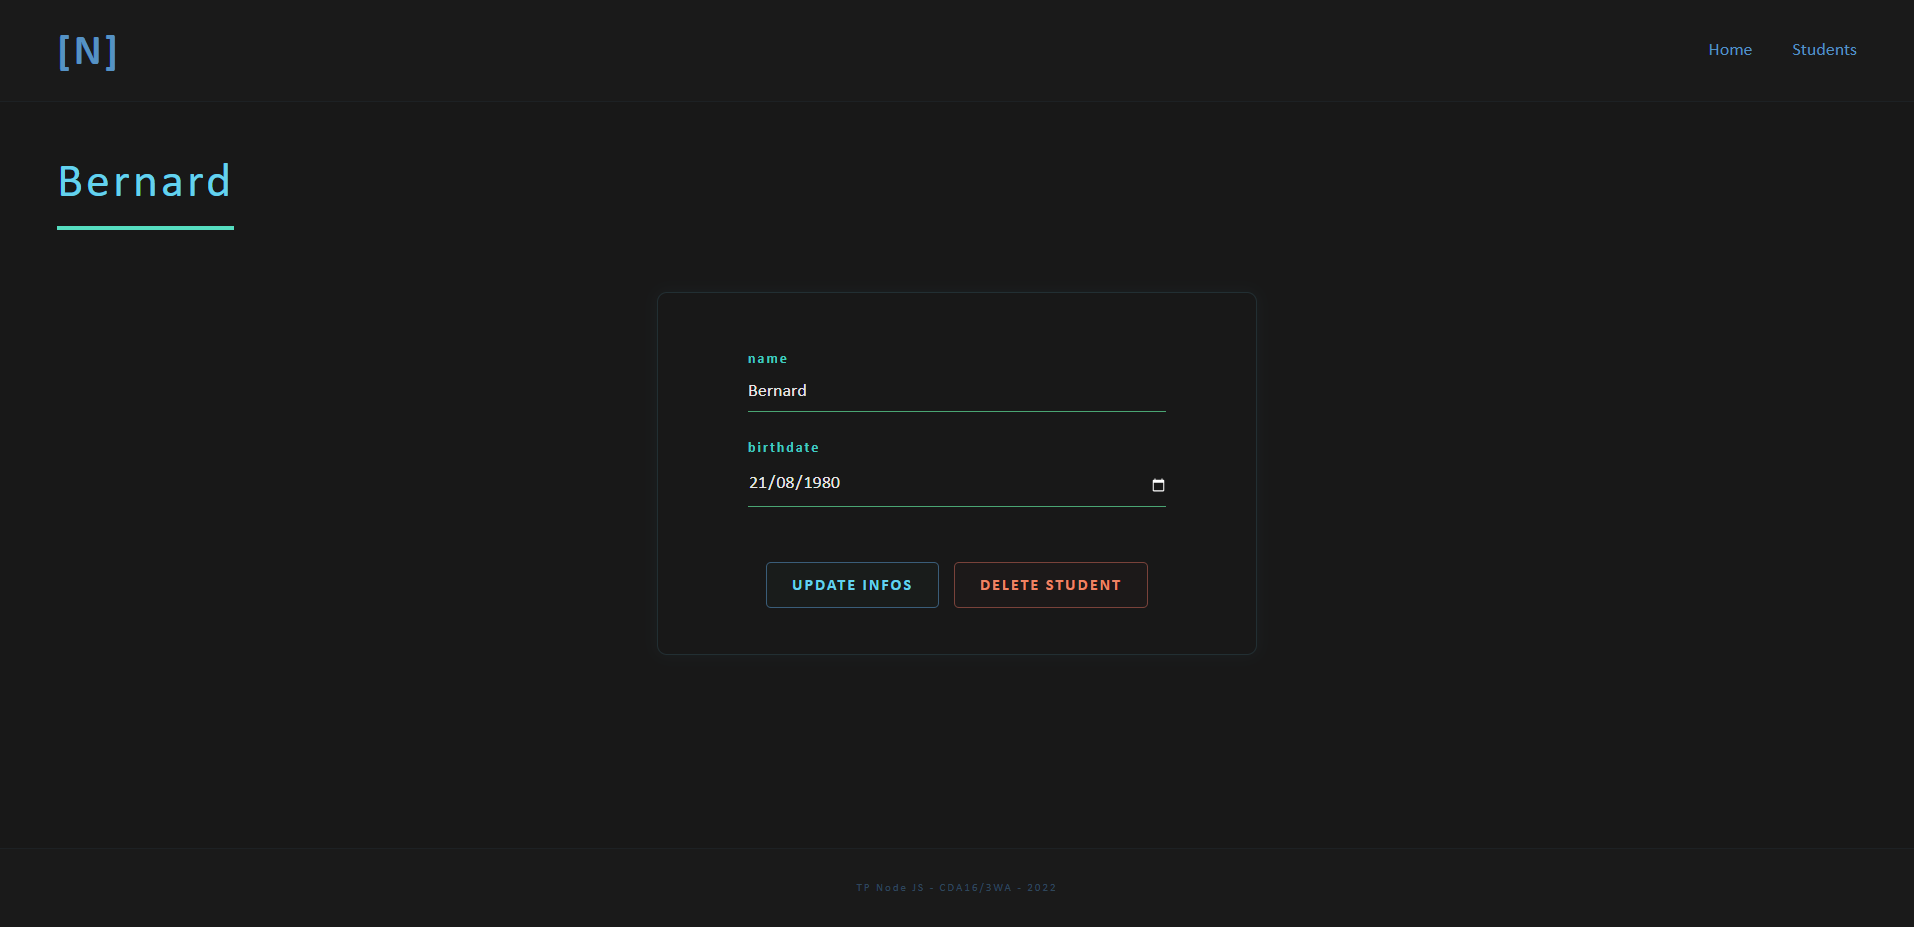 [N]
Home Students
Bernard
name
Bernard
birthdate
21/08/1980
UPDATE INFOS DELETE STUDENT
TP Node JS - CDA16/3WA - 2022